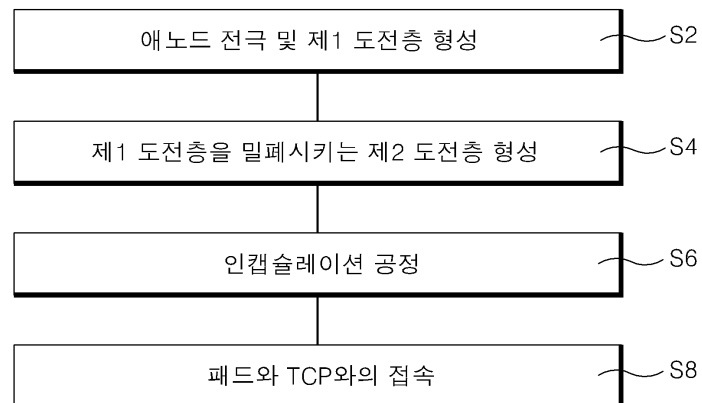 애노드 전극 및 제1 도전층 형성 S2
제1 도전층을 밀폐시키는 제2 도전층 형성 S4
인캡슐레이션 공정 S6
패드와 TCP와의 접속 S8